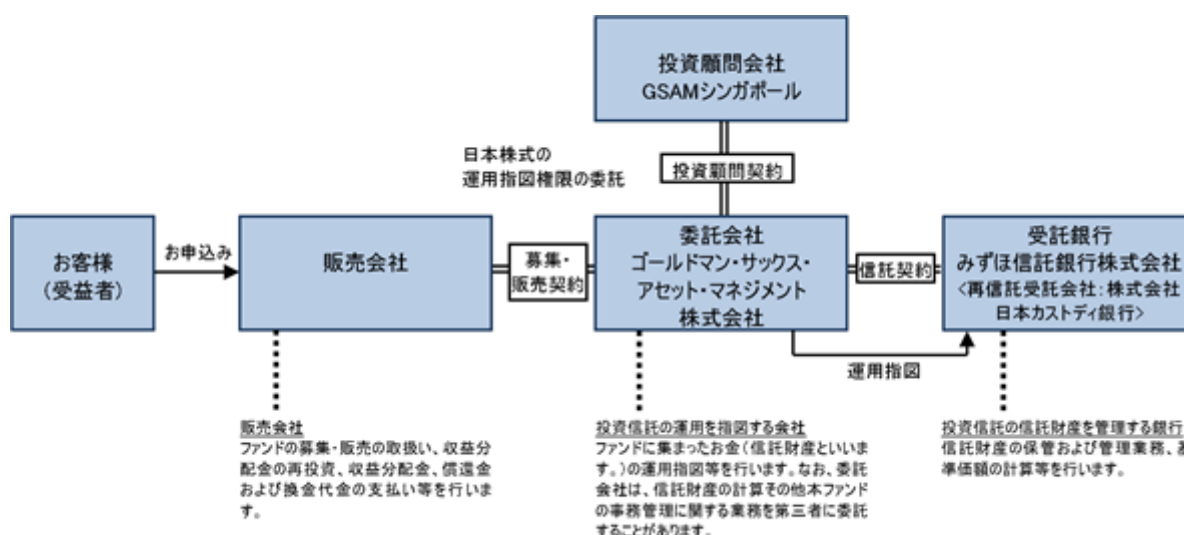 投資顧問会社
GSAMシンガポール
日本株式の
運用指図権限の委託
投資顧問契約
お客様
（受益者）
お申込み
販売会社
募集・
販売契約
委託会社
ゴールドマン・サックス・
アセット・マネジメント
株式会社
信託契約
受託銀行
みずほ信託銀行株式会社
＜再信託受託会社：株式会社
日本カストディ銀行＞
運用指図
販売会社
ファンドの募集・販売の取扱い、収益分
配金の再投資、収益分配金、償還金
および換金代金の支払い等を行いま
す。
投資信託の運用を指図する会社
ファンドに集まったお金（信託財産といいま
す。）の運用指図等を行います。なお、委託
会社は、信託財産の計算その他本ファンド
の事務管理に関する業務を第三者に委託
することがあります。
投資信託の信託財産を管理する銀行
信託財産の保管および管理業務、基
準価額の計算等を行います。